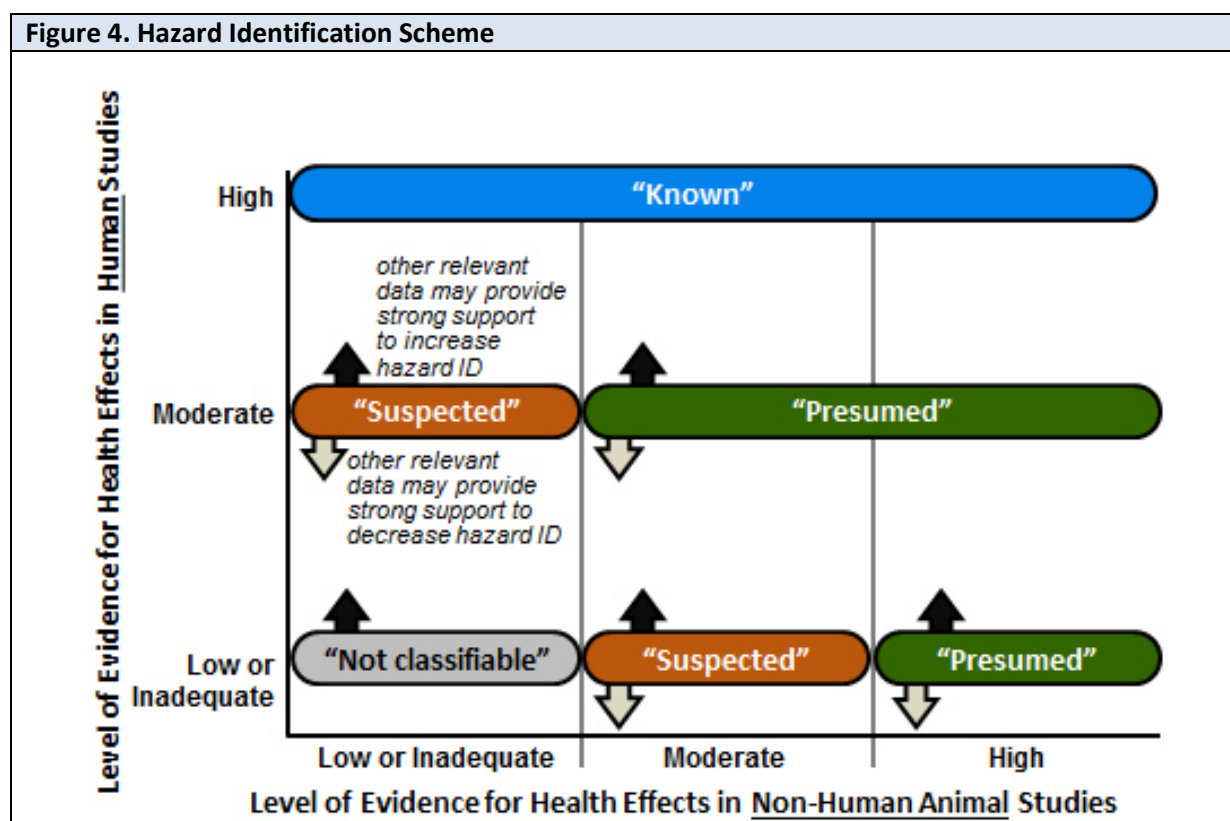 Figure 4. Hazard Identification Scheme
Level of Evidence for Health Effects in Human Studies
High
“Known”
other relevant
data may provide
strong support
to increase
hazard ID
Moderate
“Suspected”
“Presumed”
other relevant
data may provide
strong support to
decrease hazard ID
Low or
Inadequate
“Not classifiable”
“Suspected”
“Presumed”
Low or Inadequate
Moderate
High
Level of Evidence for Health Effects in Non-Human Animal Studies